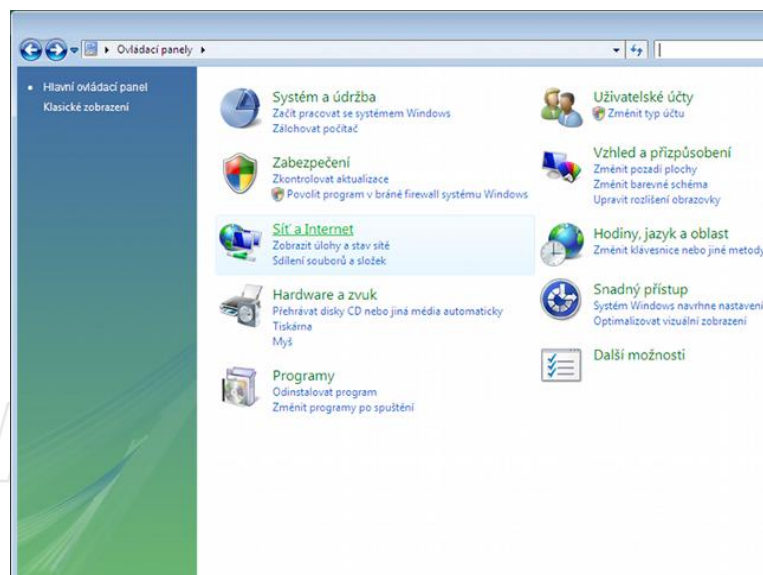 Ovládací panely
Hlavní ovládací panel
Klasické zobrazení
Systém a údržba
Začít pracovat se systémem Windows
Zálohovat počítač
Zabezpečení
Zkontrolovat aktualizace
Povolit program v bráně firewall systému Windows
Síť a Internet
Zobrazit úlohy a stav sítě
Sdílení souborů a složek
Hardware a zvuk
Přehrávat disky CD nebo jiná média automaticky
Tiskárna
Myš
Programy
Odinstalovat program
Změnit programy po spuštění
Uživatelské účty
Změnit typ účtu
Vzhled a přizpůsobení
Změnit pozadí plochy
Změnit barevné schéma
Upravit rozlišení obrazovky
Hodiny, jazyk a oblast
Změnit klávesnice nebo jiné metody
Snadný přístup
Systém Windows navrhne nastavení
Optimalizovat vizuální zobrazení
Další možnosti